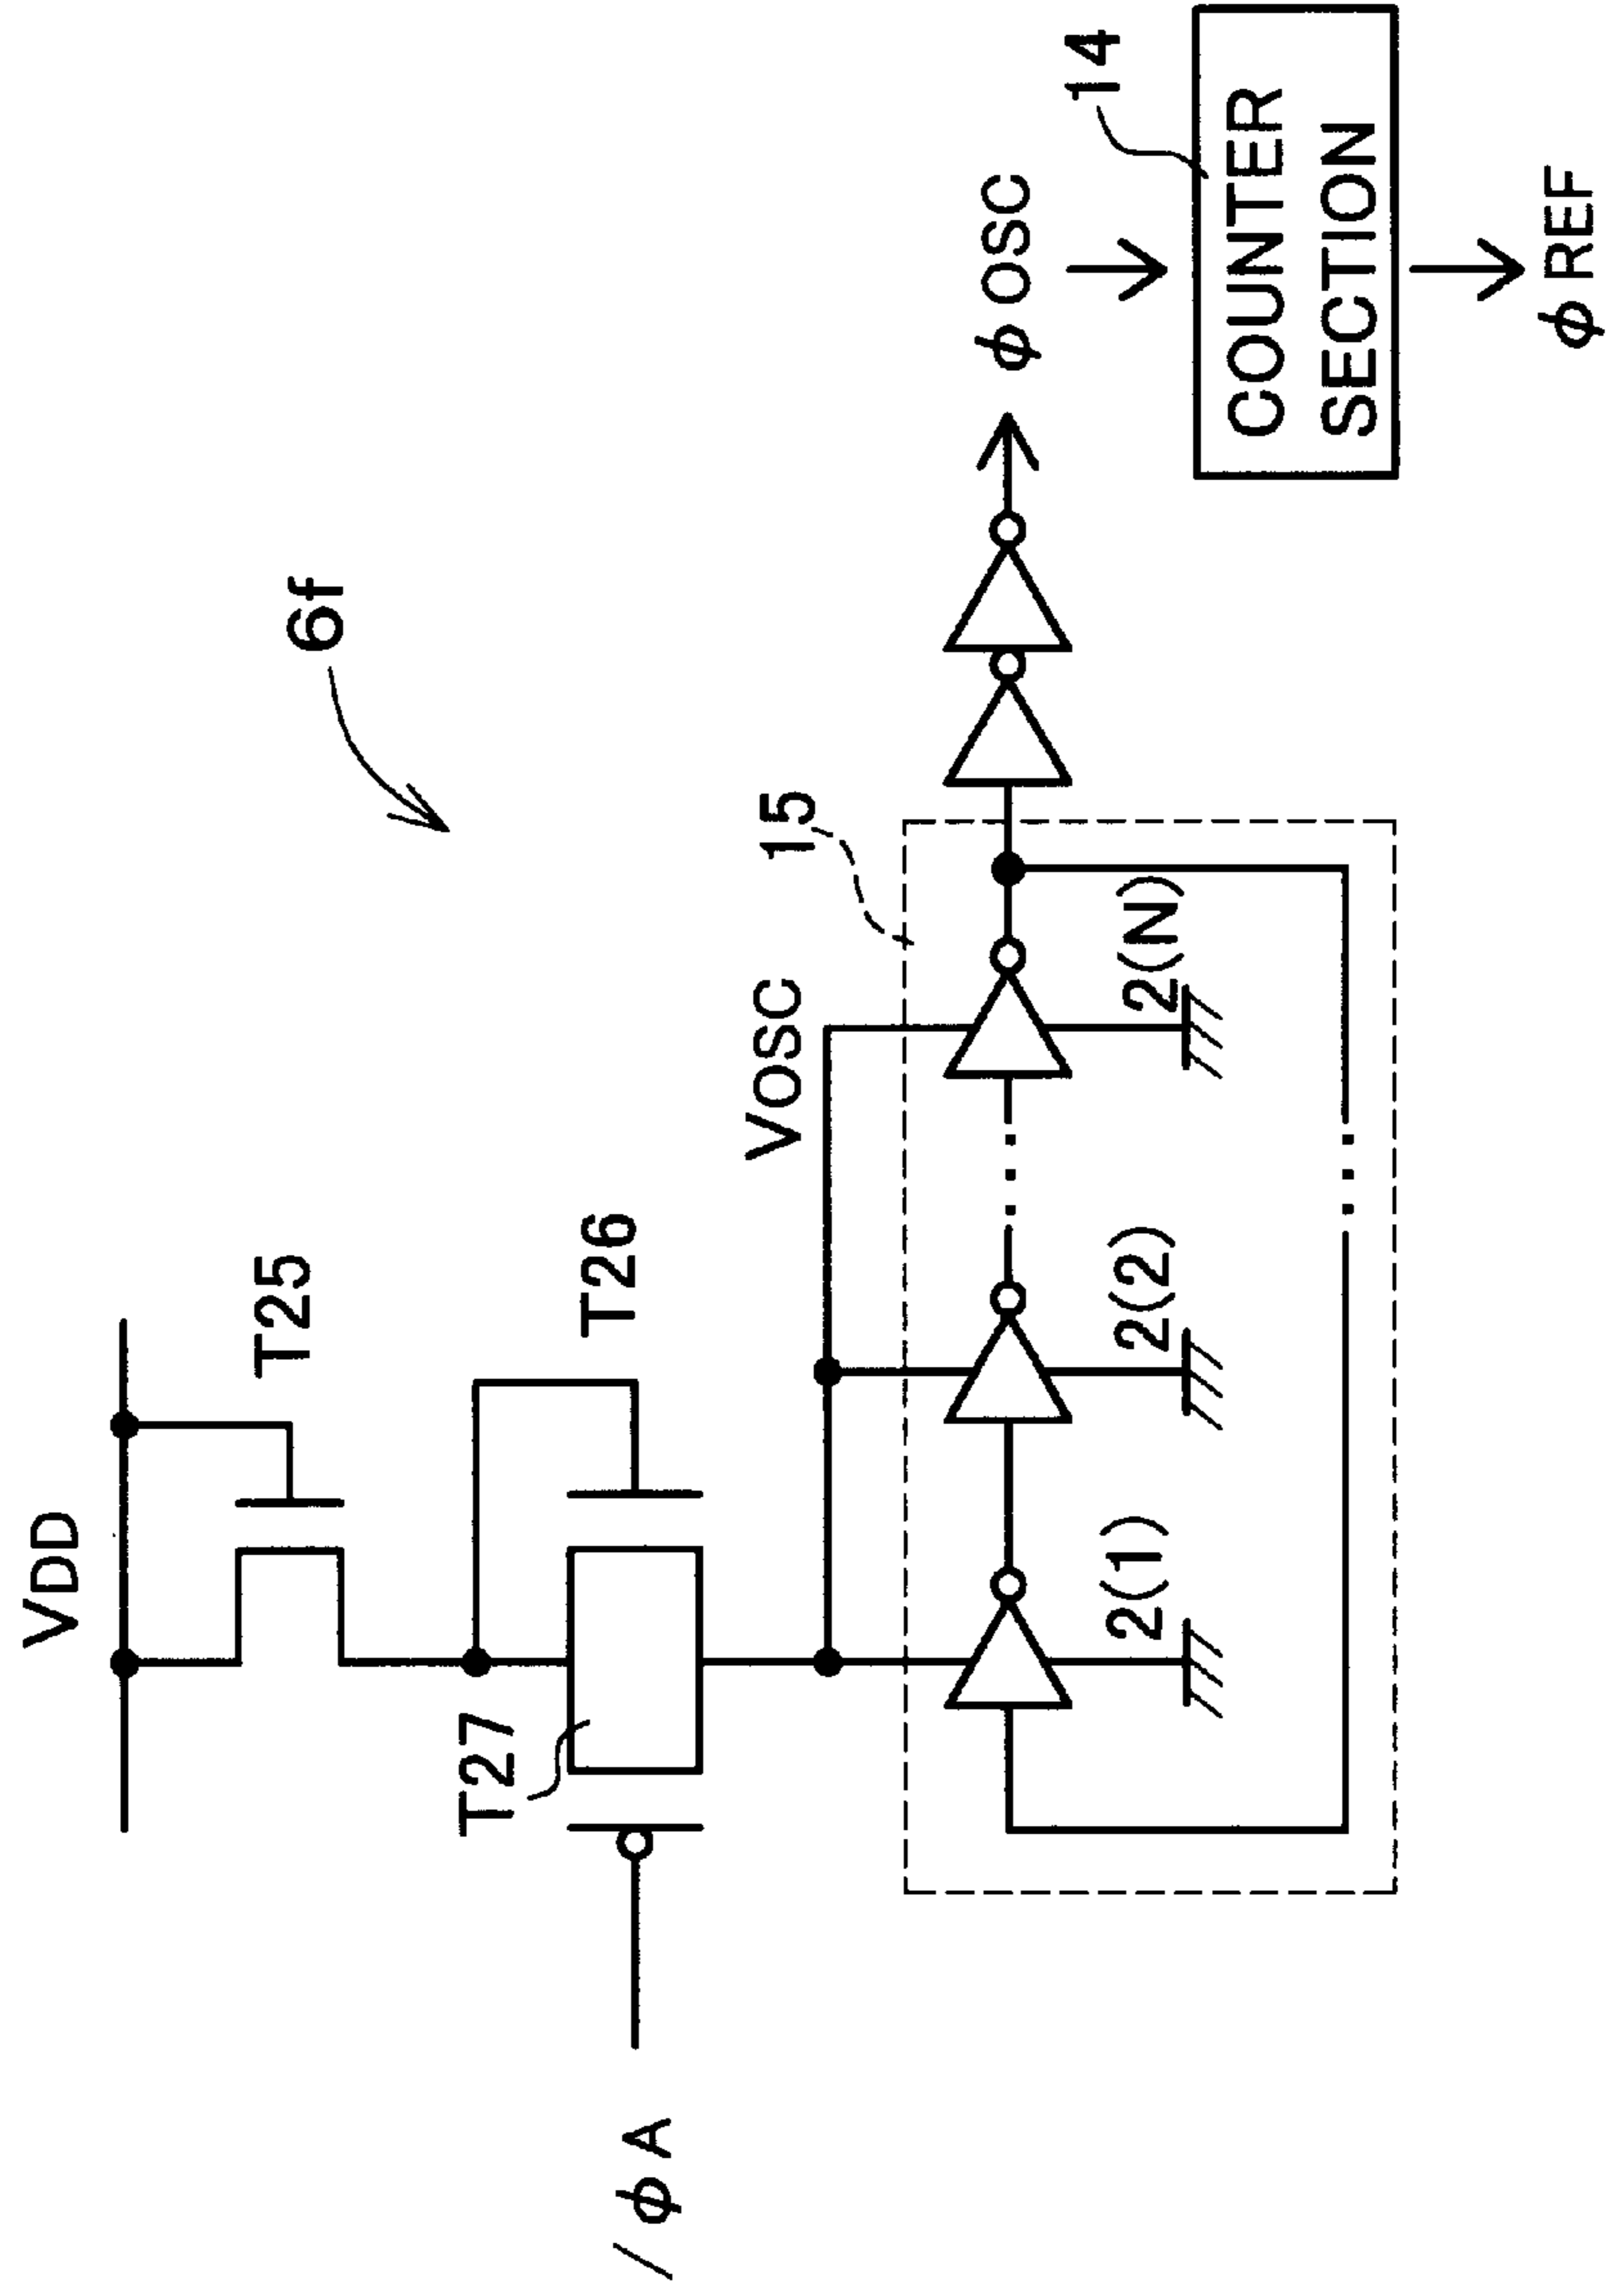 6f
VDD
T25
T27
T26
/φA
VOSC
15
2(1)
2(2)
2(N)
φOSC
14
COUNTER
SECTION
φREF